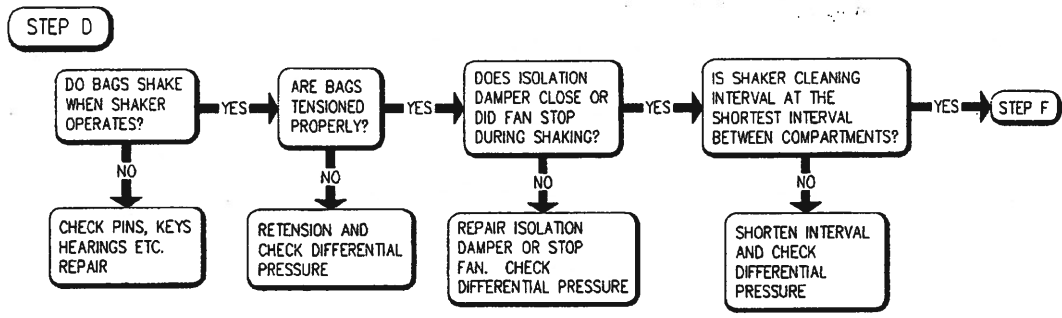 STEP D
DO BAGS SHAKE
WHEN SHAKER
OPERATES?
YES
ARE BAGS
TENSIONED
PROPERLY?
YES
DOES ISOLATION
DAMPER CLOSE OR
DID FAN STOP
DURING SHAKING?
YES
IS SHAKER CLEANING
INTERVAL AT THE
SHORTEST INTERVAL
BETWEEN COMPARTMENTS?
YES
STEP F
NO
NO
NO
NO
CHECK PINS, KEYS
HEARINGS ETC.
REPAIR
RETENSION AND
CHECK DIFFERENTIAL
PRESSURE
REPAIR ISOLATION
DAMPER OR STOP
FAN. CHECK
DIFFERENTIAL PRESSURE
SHORTEN INTERVAL
AND CHECK
DIFFERENTIAL
PRESSURE